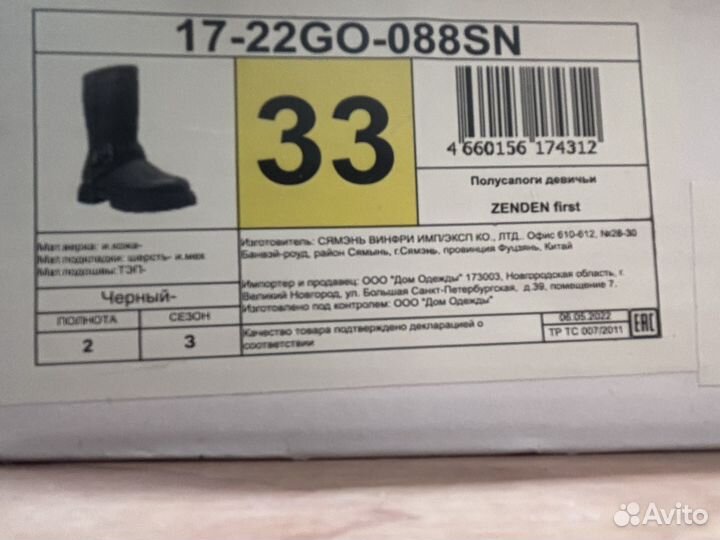 17-22GO-088SN
33
4 660156 174312
Полусапоги девичьи
ZENDEN first
Мат.верха: и.кожа-
Мат.подкладки: шерсть- и.мех
Мат.подошвы: ТЭП-
Черный-
ПОЛНОТА СЕЗОН
2 3
Изготовитель: СЯМЭНЬ ВИНФРИ ИМП/ЭКСП КО., ЛТД. Офис 610-612, №28-30
Банвэй-роуд, район Сямынь, г.Сямэнь, провинция Фуцзянь, Китай
Импортер и продавец: ООО "Дом Одежды" 173003, Новгородская область, г.
Великий Новгород, ул. Большая Санкт-Петербургская, д.39, помещение 7.
Изготовлено под контролем: ООО "Дом Одежды"
Качество товара подтверждено декларацией о
соответствии
06.05.2022
ТР ТС 007/2011
EAC
Avito